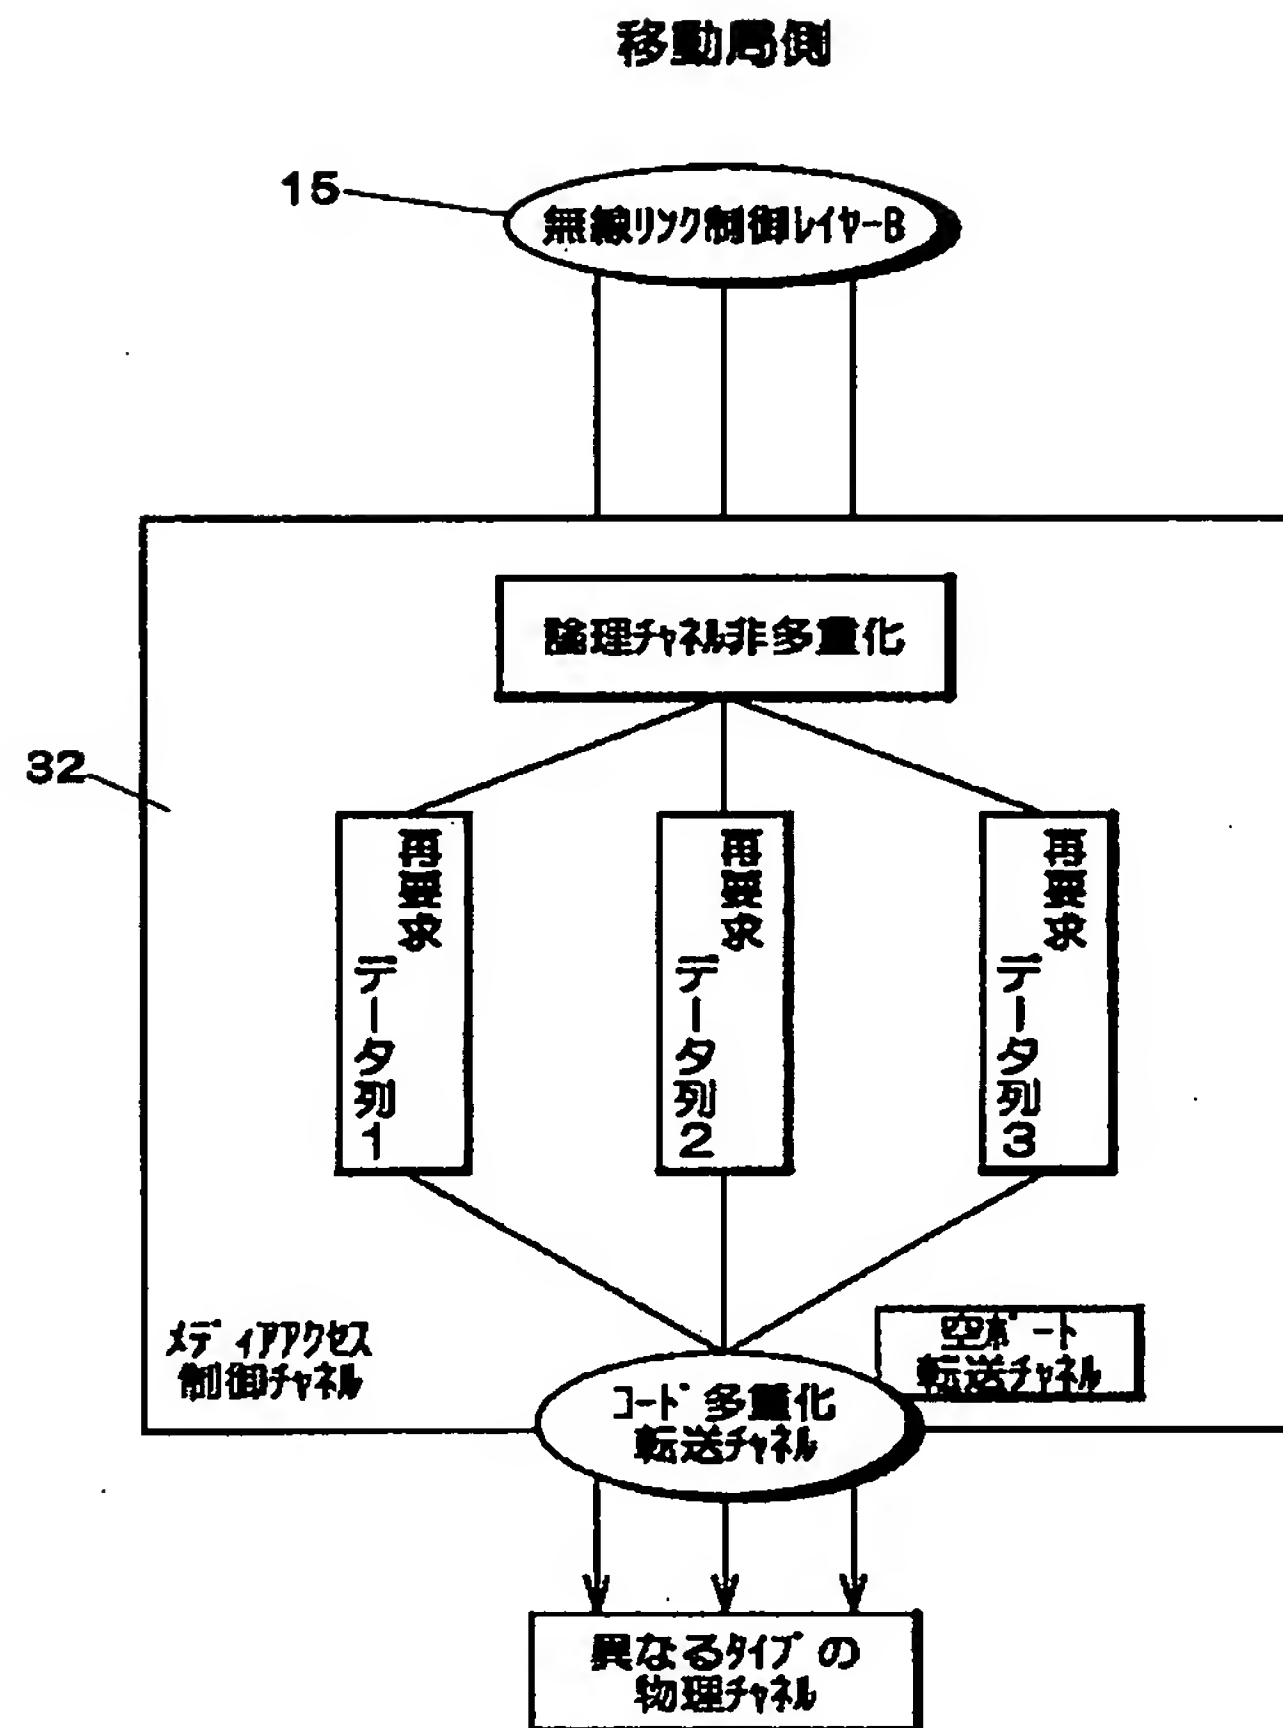 移動局側
15
無線ﾘﾝｸ制御ﾚｲﾔｰB
論理ﾁｬﾈﾙ非多重化
32
再要求
データ列1
再要求
データ列2
再要求
データ列3
ﾒﾃﾞｨｱｱｸｾｽ
制御ﾁｬﾈﾙ
空ﾎﾟｰﾄ
転送ﾁｬﾈﾙ
ｺｰﾄﾞ多重化
転送ﾁｬﾈﾙ
異なるﾀｲﾌﾟの
物理ﾁｬﾈﾙ